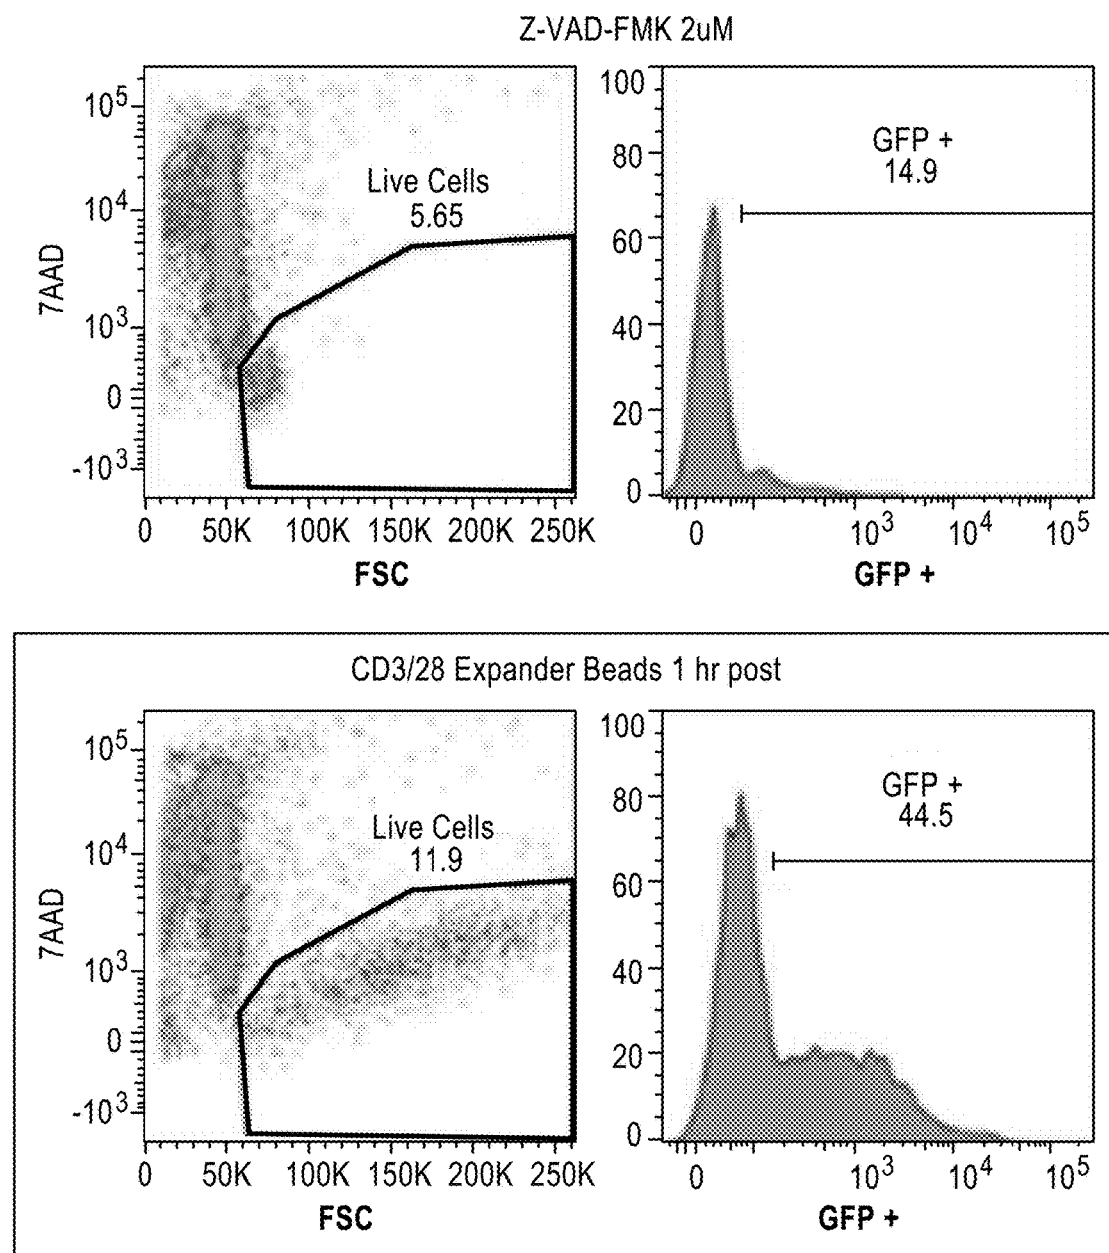 Z-VAD-FMK 2uM
7AAD
10^5
10^4
10^3
0
-10^3
Live Cells
5.65
0 50K 100K 150K 200K 250K
FSC
100
80
60
40
20
0
GFP +
14.9
0 10^3 10^4 10^5
GFP +
CD3/28 Expander Beads 1 hr post
7AAD
10^5
10^4
10^3
0
-10^3
Live Cells
11.9
0 50K 100K 150K 200K 250K
FSC
100
80
60
40
20
0
GFP +
44.5
0 10^3 10^4 10^5
GFP +